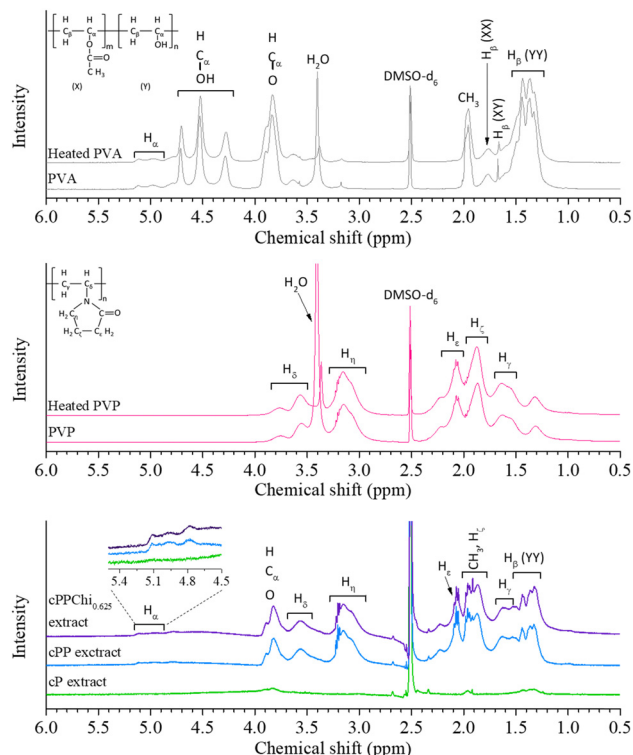 H H H H
C β C α C β C α
H O m H OH n
C=O
CH3
(X) (Y)
Intensity
H
C α
OH
H
C α
O
H2O
DMSO-d6
CH3
Hβ (XX)
Hβ (XY)
Hβ (YY)
Hα
Heated PVA
PVA
6.0 5.5 5.0 4.5 4.0 3.5 3.0 2.5 2.0 1.5 1.0 0.5
Chemical shift (ppm)
H H
N
C=O
H2C
H2C C H2
n
Intensity
H2O
DMSO-d6
Hδ
Hη
Hε
Hζ
Hγ
Heated PVP
PVP
6.0 5.5 5.0 4.5 4.0 3.5 3.0 2.5 2.0 1.5 1.0 0.5
Chemical shift (ppm)
Intensity
5.4 5.1 4.8 4.5
Hα
H
C α
O
Hδ
Hη
Hε
CH3, Hζ
Hγ
Hβ (YY)
cPPChi0.625
extract
cPP exctract
cP extract
6.0 5.5 5.0 4.5 4.0 3.5 3.0 2.5 2.0 1.5 1.0 0.5
Chemical shift (ppm)